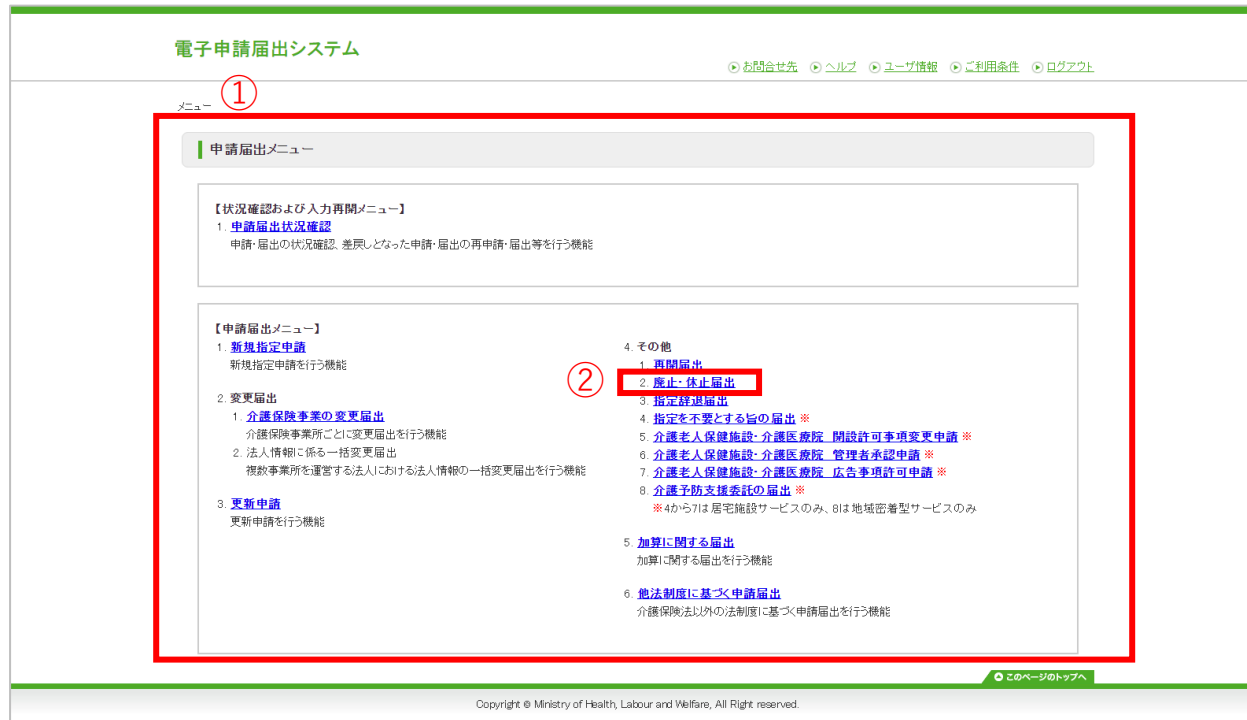 電子申請届出システム
お問合せ先 ヘルプ ユーザ情報 ご利用条件 ログアウト
①
メニュー
申請届出メニュー
【状況確認および入力再開メニュー】
1. 申請届出状況確認
申請・届出の状況確認、差戻しとなった申請・届出の再申請・届出等を行う機能
【申請届出メニュー】
1. 新規指定申請
新規指定申請を行う機能
2. 変更届出
1. 介護保険事業の変更届出
介護保険事業所ごとに変更届出を行う機能
2. 法人情報に係る一括変更届出
複数事業所を運営する法人における法人情報の一括変更届出を行う機能
3. 更新申請
更新申請を行う機能
4. その他
1. 再開届出
②
2. 廃止・休止届出
3. 指定辞退届出
4. 指定を不要とする旨の届出 ※
5. 介護老人保健施設・介護医療院 開設許可事項変更申請 ※
6. 介護老人保健施設・介護医療院 管理者承認申請 ※
7. 介護老人保健施設・介護医療院 広告事項許可申請 ※
8. 介護予防支援委託の届出 ※
※4から7は居宅施設サービスのみ、8は地域密着型サービスのみ
5. 加算に関する届出
加算に関する届出を行う機能
6. 他法制度に基づく申請届出
介護保険法以外の法制度に基づく申請届出を行う機能
このページのトップへ
Copyright © Ministry of Health, Labour and Welfare, All Right reserved.